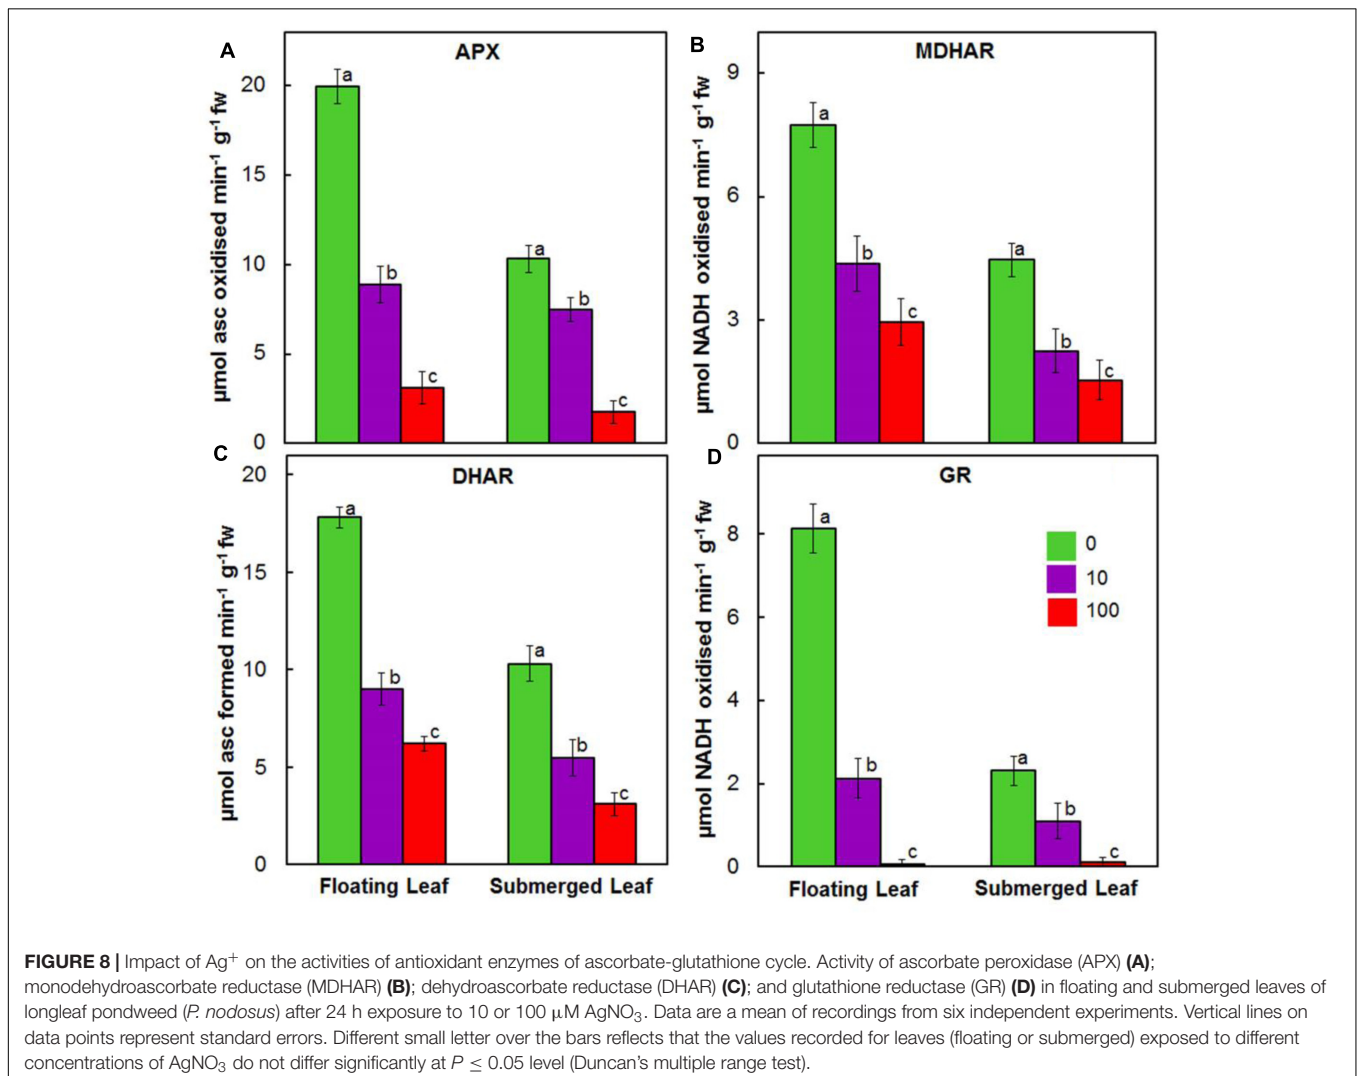 A
APX
µmol asc oxidised min⁻¹ g⁻¹ fw
20
15
10
5
0
a
b
c
a
b
c
B
MDHAR
µmol NADH oxidised min⁻¹ g⁻¹ fw
9
6
3
0
a
b
c
a
b
c
C
DHAR
µmol asc formed min⁻¹ g⁻¹ fw
20
15
10
5
0
a
b
c
a
b
c
Floating Leaf
Submerged Leaf
D
GR
µmol NADH oxidised min⁻¹ g⁻¹ fw
8
6
4
2
0
a
b
c
a
b
c
0
10
100
Floating Leaf
Submerged Leaf
FIGURE 8 | Impact of Ag⁺ on the activities of antioxidant enzymes of ascorbate-glutathione cycle. Activity of ascorbate peroxidase (APX) (A);
monodehydroascorbate reductase (MDHAR) (B); dehydroascorbate reductase (DHAR) (C); and glutathione reductase (GR) (D) in floating and submerged leaves of
longleaf pondweed (P. nodosus) after 24 h exposure to 10 or 100 μM AgNO₃. Data are a mean of recordings from six independent experiments. Vertical lines on
data points represent standard errors. Different small letter over the bars reflects that the values recorded for leaves (floating or submerged) exposed to different
concentrations of AgNO₃ do not differ significantly at P ≤ 0.05 level (Duncan's multiple range test).